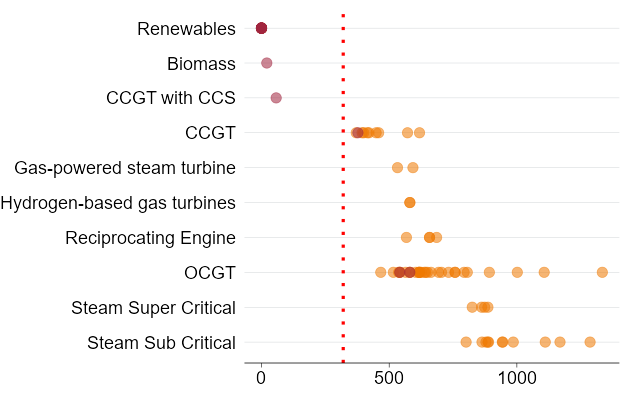 Renewables
Biomass
CCGT with CCS
CCGT
Gas-powered steam turbine
Hydrogen-based gas turbines
Reciprocating Engine
OCGT
Steam Super Critical
Steam Sub Critical
0 500 1000